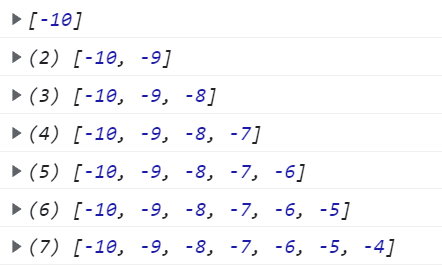 [-10]
(2) [-10, -9]
(3) [-10, -9, -8]
(4) [-10, -9, -8, -7]
(5) [-10, -9, -8, -7, -6]
(6) [-10, -9, -8, -7, -6, -5]
(7) [-10, -9, -8, -7, -6, -5, -4]